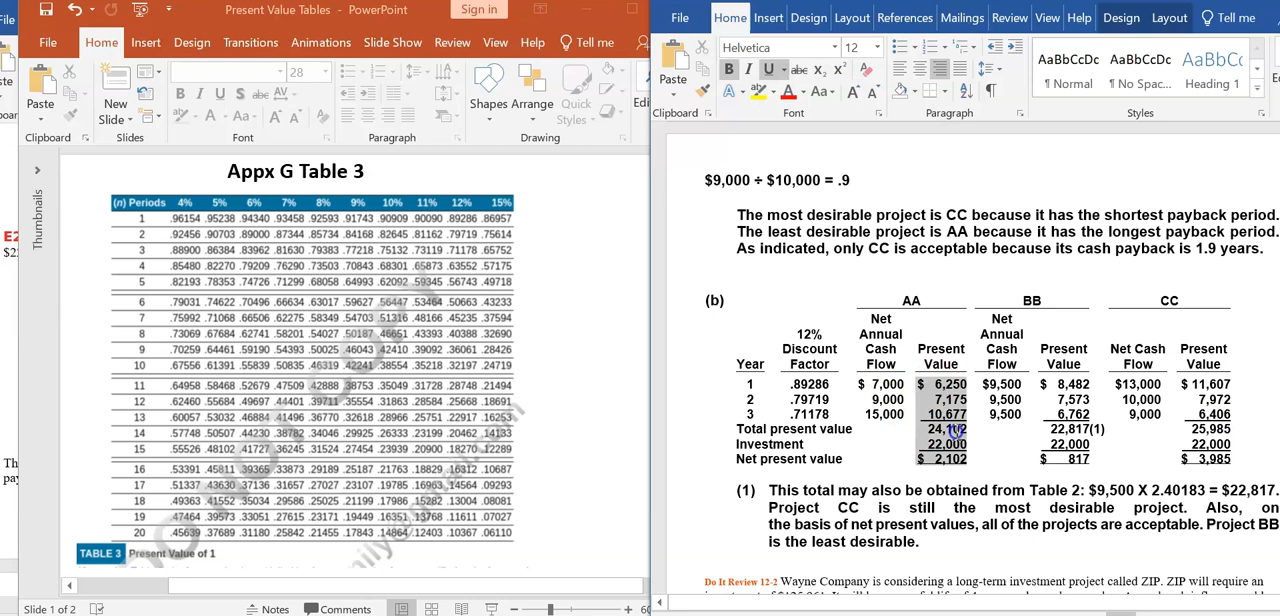 File
Present Value Tables - PowerPoint
Sign in
File Home Insert Design Transitions Animations Slide Show Review View Help Tell me
Paste
New
Slide
28
B I U S abc AV
A Aa
Shapes Arrange Quick
Styles
Edi
Clipboard Slides Font Paragraph Drawing
Thumbnails
Appx G Table 3
(n) Periods 4% 5% 6% 7% 8% 9% 10% 11% 12% 15%
1 .96154 .95238 .94340 .93458 .92593 .91743 .90909 .90090 .89286 .86957
2 .92456 .90703 .89000 .87344 .85734 .84168 .82645 .81162 .79719 .75614
3 .88900 .86384 .83962 .81630 .79383 .77218 .75132 .73119 .71178 .65752
4 .85480 .82270 .79209 .76290 .73503 .70843 .68301 .65873 .63552 .57175
5 .82193 .78353 .74726 .71299 .68058 .64993 .62092 .59345 .56743 .49718
6 .79031 .74622 .70496 .66634 .63017 .59627 .56447 .53464 .50663 .43233
7 .75992 .71068 .66506 .62275 .58349 .54703 .51316 .48166 .45235 .37594
8 .73069 .67684 .62741 .58201 .54027 .50187 .46651 .43393 .40388 .32690
9 .70259 .64461 .59190 .54393 .50025 .46043 .42410 .39092 .36061 .28426
10 .67556 .61391 .55839 .50835 .46319 .42241 .38554 .35218 .32197 .24719
11 .64958 .58468 .52679 .47509 .42888 .38753 .35049 .31728 .28748 .21494
12 .62460 .55684 .49697 .44401 .39711 .35554 .31863 .28584 .25668 .18691
13 .60057 .53032 .46884 .41496 .36770 .32618 .28966 .25751 .22917 .16253
14 .57748 .50507 .44230 .38782 .34046 .29925 .26333 .23199 .20462 .14133
15 .55526 .48102 .41727 .36245 .31524 .27454 .23939 .20900 .18270 .12289
16 .53391 .45811 .39365 .33873 .29189 .25187 .21763 .18829 .16312 .10687
17 .51337 .43630 .37136 .31657 .27027 .23107 .19785 .16963 .14564 .09293
18 .49363 .41552 .35034 .29586 .25025 .21199 .17986 .15282 .13004 .08081
19 .47464 .39573 .33051 .27615 .23171 .19449 .16351 .13768 .11611 .07027
20 .45639 .37689 .31180 .25842 .21455 .17843 .14864 .12403 .10367 .06110
TABLE 3 Present Value of 1
DO NOT COPY
Slide 1 of 2 Notes Comments 60
File Home Insert Design Layout References Mailings Review View Help Design Layout Tell me
Paste
Helvetica 12
B I U abc X2 X2
A A Aa A A
AaBbCcDc AaBbCcDc AaBbCc
¶ Normal ¶ No Spac... Heading 1
Clipboard Font Paragraph Styles
$9,000 ÷ $10,000 = .9
The most desirable project is CC because it has the shortest payback period.
The least desirable project is AA because it has the longest payback period.
As indicated, only CC is acceptable because its cash payback is 1.9 years.
(b) AA BB CC
Net Net
Annual Annual
12% Cash Cash
Discount Flow Present Flow Present Net Cash Present
Year Factor Value Value Flow Value
1 .89286 $ 7,000 $ 6,250 $9,500 $ 8,482 $13,000 $ 11,607
2 .79719 9,000 7,175 9,500 7,573 10,000 7,972
3 .71178 15,000 10,677 9,500 6,762 9,000 6,406
Total present value 24,102 22,817(1) 25,985
Investment 22,000 22,000 22,000
Net present value $ 2,102 $ 817 $ 3,985
(1) This total may also be obtained from Table 2: $9,500 X 2.40183 = $22,817.
Project CC is still the most desirable project. Also, on
the basis of net present values, all of the projects are acceptable. Project BB
is the least desirable.
Do It Review 12-2 Wayne Company is considering a long-term investment project called ZIP. ZIP will require an